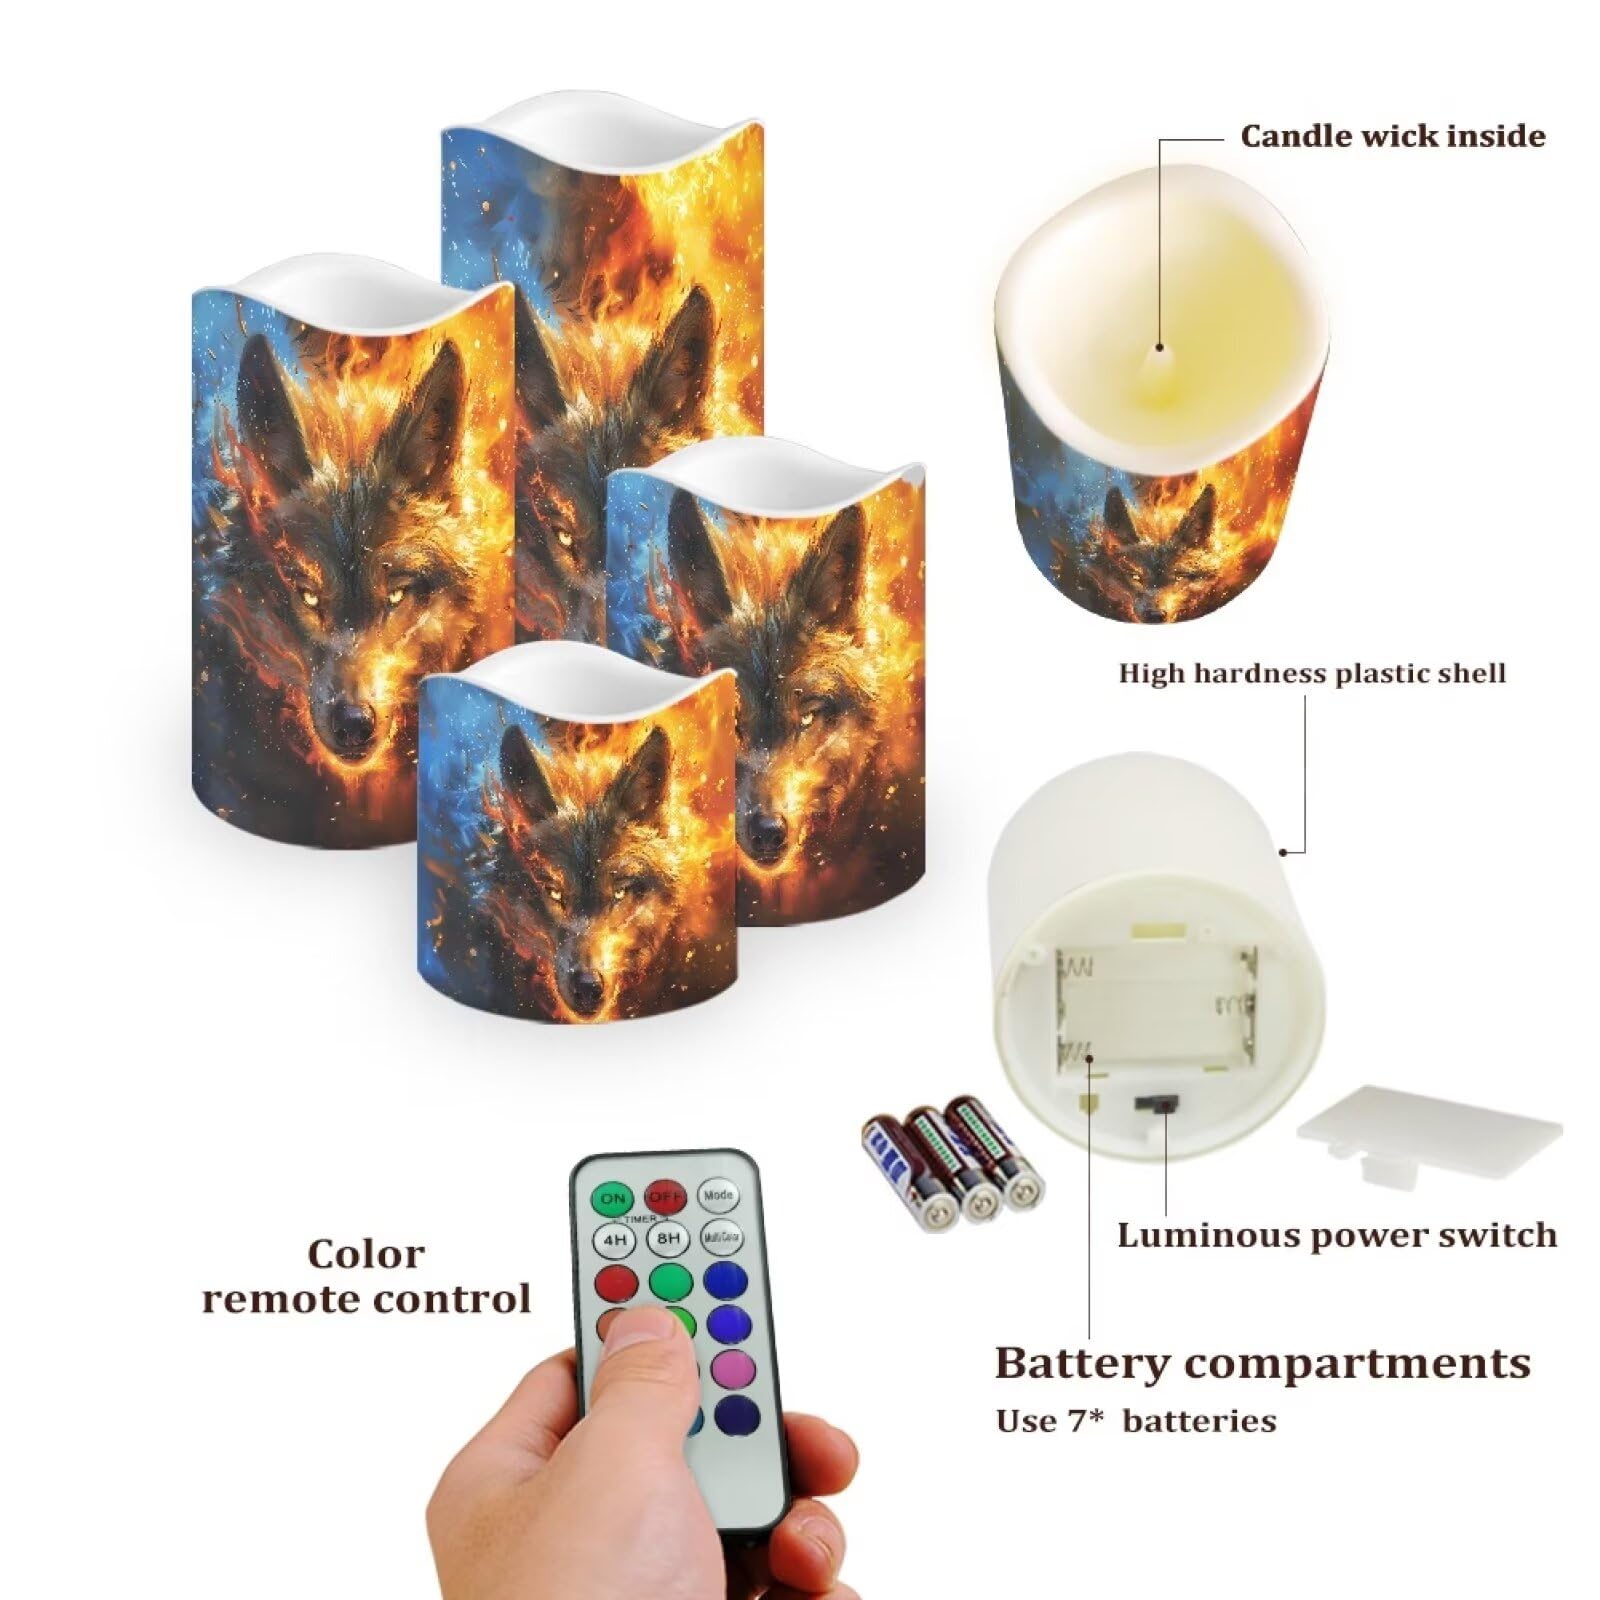 Candle wick inside
High hardness plastic shell
Luminous power switch
Battery compartments
Use 7* batteries
Color
remote control
ON OFF Mode
TIMER
4H 8H Multi Color